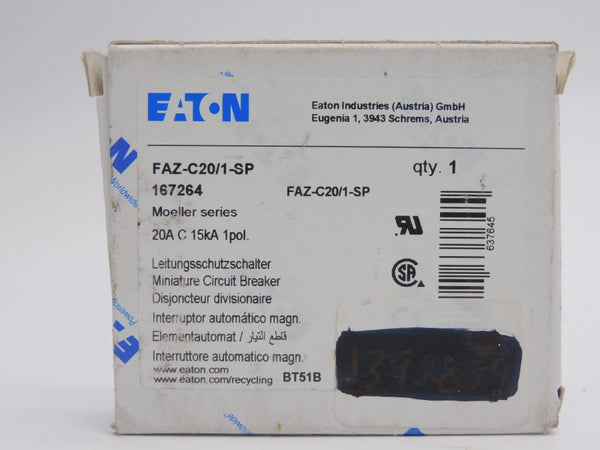 EATON
Eaton Industries (Austria) GmbH
Eugenia 1, 3943 Schrems, Austria
FAZ-C20/1-SP
qty. 1
167264
FAZ-C20/1-SP
Moeller series
20A C 15kA 1pol.
637645
Leitungsschutzschalter
Miniature Circuit Breaker
Disjoncteur divisionaire
Interruptor automático magn.
Elementautomat / قاطع التيار
Interruttore automatico magn.
www.eaton.com
www.eaton.com/recycling
BT51B
Worldwide
Powering